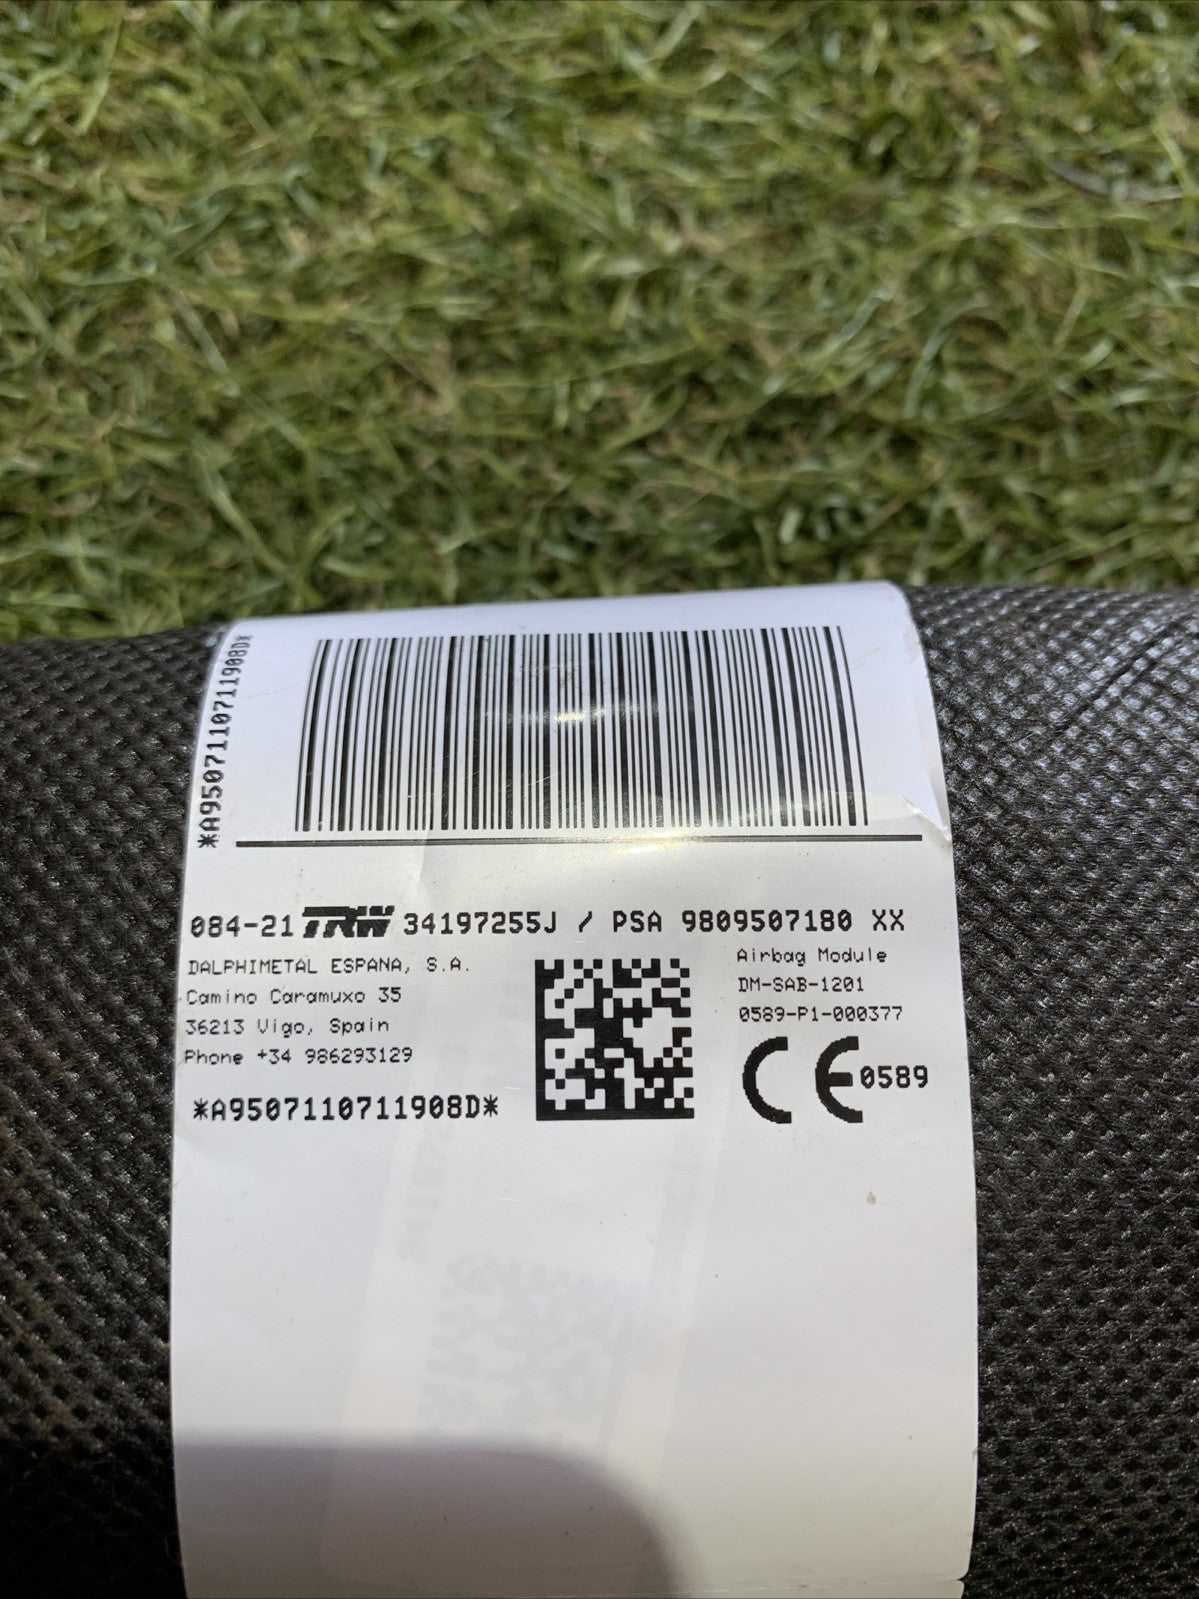 *A9507110711908D*
084-21 TRW 34197255J / PSA 9809507180 XX
DALPHIMETAL ESPANA, S.A.
Camino Caramuxo 35
36213 Vigo, Spain
Phone +34 986293129
*A9507110711908D*
Airbag Module
DM-SAB-1201
0589-P1-000377
CE 0589